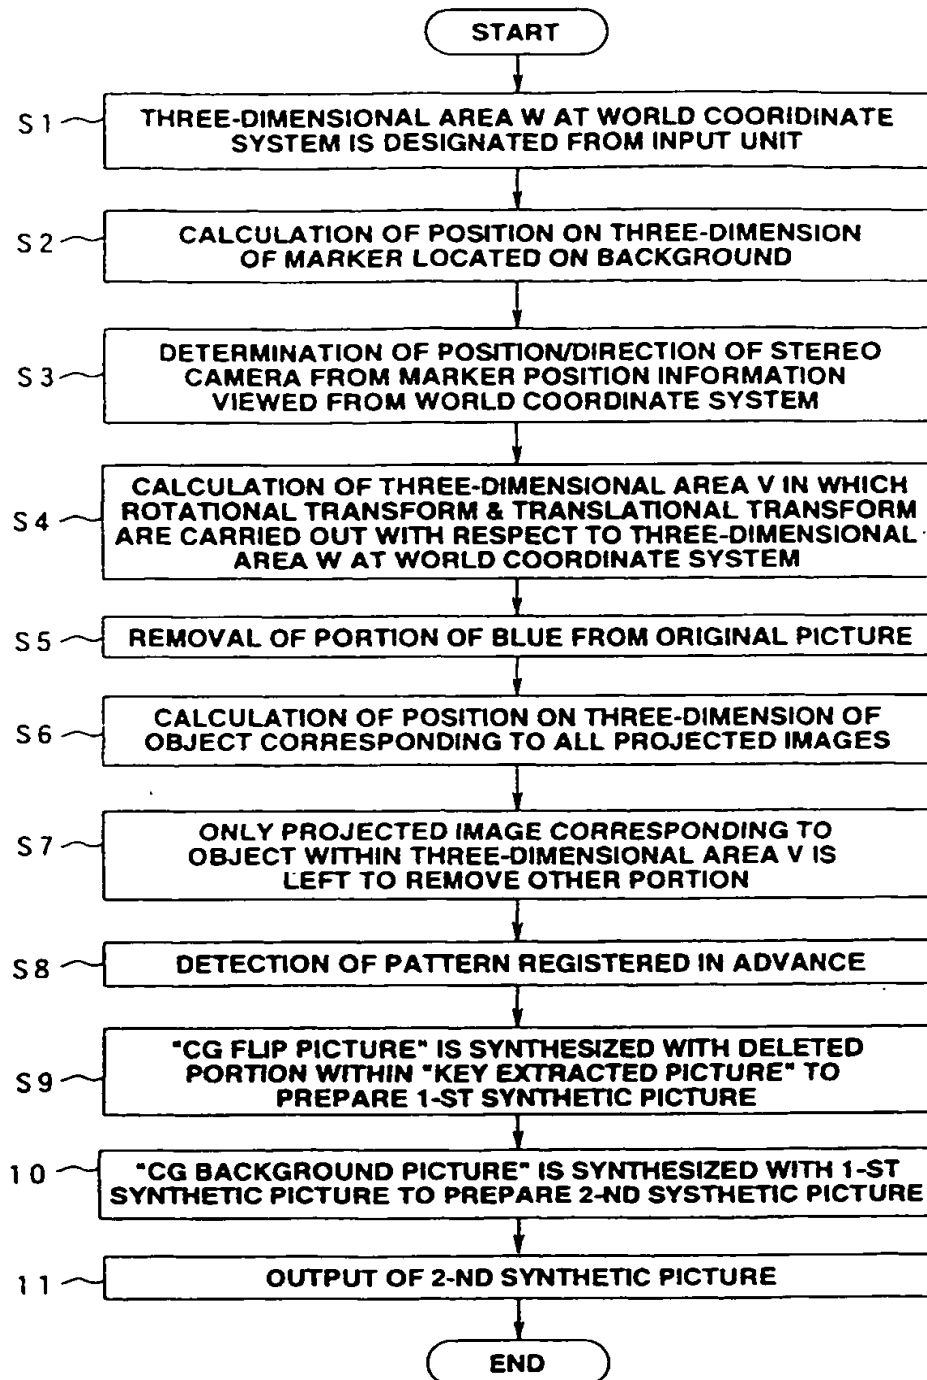 START
S1
THREE-DIMENSIONAL AREA W AT WORLD COORIDINATE
SYSTEM IS DESIGNATED FROM INPUT UNIT
S2
CALCULATION OF POSITION ON THREE-DIMENSION
OF MARKER LOCATED ON BACKGROUND
S3
DETERMINATION OF POSITION/DIRECTION OF STEREO
CAMERA FROM MARKER POSITION INFORMATION
VIEWED FROM WORLD COORDINATE SYSTEM
S4
CALCULATION OF THREE-DIMENSIONAL AREA V IN WHICH
ROTATIONAL TRANSFORM & TRANSLATIONAL TRANSFORM
ARE CARRIED OUT WITH RESPECT TO THREE-DIMENSIONAL
AREA W AT WORLD COORDINATE SYSTEM
S5
REMOVAL OF PORTION OF BLUE FROM ORIGINAL PICTURE
S6
CALCULATION OF POSITION ON THREE-DIMENSION OF
OBJECT CORRESPONDING TO ALL PROJECTED IMAGES
S7
ONLY PROJECTED IMAGE CORRESPONDING TO
OBJECT WITHIN THREE-DIMENSIONAL AREA V IS
LEFT TO REMOVE OTHER PORTION
S8
DETECTION OF PATTERN REGISTERED IN ADVANCE
S9
"CG FLIP PICTURE" IS SYNTHESIZED WITH DELETED
PORTION WITHIN "KEY EXTRACTED PICTURE" TO
PREPARE 1-ST SYNTHETIC PICTURE
10
"CG BACKGROUND PICTURE" IS SYNTHESIZED WITH 1-ST
SYNTHETIC PICTURE TO PREPARE 2-ND SYSTHETIC PICTURE
11
OUTPUT OF 2-ND SYNTHETIC PICTURE
END